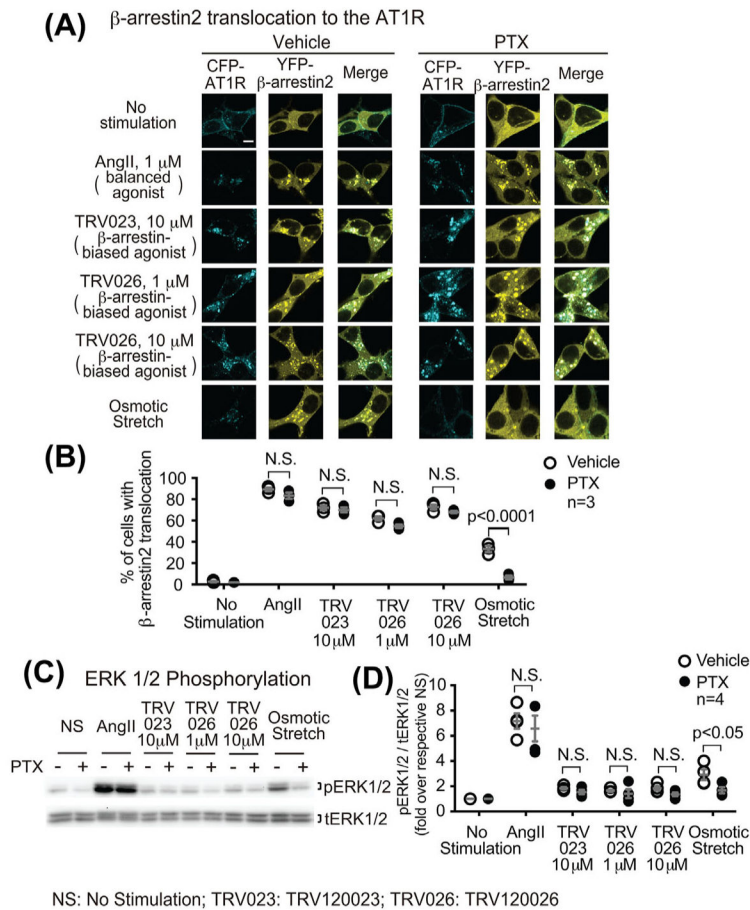 (A) β-arrestin2 translocation to the AT1R
Vehicle PTX
CFP-AT1R YFP-β-arrestin2 Merge CFP-AT1R YFP-β-arrestin2 Merge
No
stimulation
AngII, 1 μM
(balanced
agonist)
TRV023, 10 μM
(β-arrestin-
biased agonist)
TRV026, 1 μM
(β-arrestin-
biased agonist)
TRV026, 10 μM
(β-arrestin-
biased agonist)
Osmotic
Stretch
(B)
% of cells with
β-arrestin2 translocation
100
80
60
40
20
0
N.S. N.S. N.S. N.S. p<0.0001
Vehicle
PTX
n=3
No
Stimulation
AngII
TRV
023
10μM
TRV
026
1μM
TRV
026
10μM
Osmotic
Stretch
(C) ERK 1/2 Phosphorylation
NS AngII
TRV
023
10μM
TRV
026
1μM
TRV
026
10μM
Osmotic
Stretch
PTX - + - + - + - + - + - +
pERK1/2
tERK1/2
(D)
pERK1/2 / tERK1/2
(fold over respective NS)
10
8
6
4
2
0
N.S. N.S. N.S. N.S. p<0.05
Vehicle
PTX
n=4
No
Stimulation
AngII
TRV
023
10μM
TRV
026
1μM
TRV
026
10μM
Osmotic
Stretch
NS: No Stimulation; TRV023: TRV120023; TRV026: TRV120026